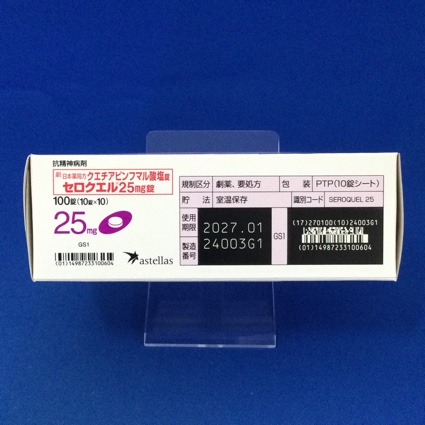 抗精神病剤
劇 日本薬局方 クエチアピンフマル酸塩錠
セロクエル25mg錠
100錠(10錠×10)
25mg
GS1
(01)14987233100604
astellas
規制区分 劇薬、要処方 包装 PTP(10錠シート)
貯法 室温保存 識別コード SEROQUEL 25
使用期限 2027.01
製造番号 24003G1
GS1
(17)270100(10)24003G1
(01)14987233100604